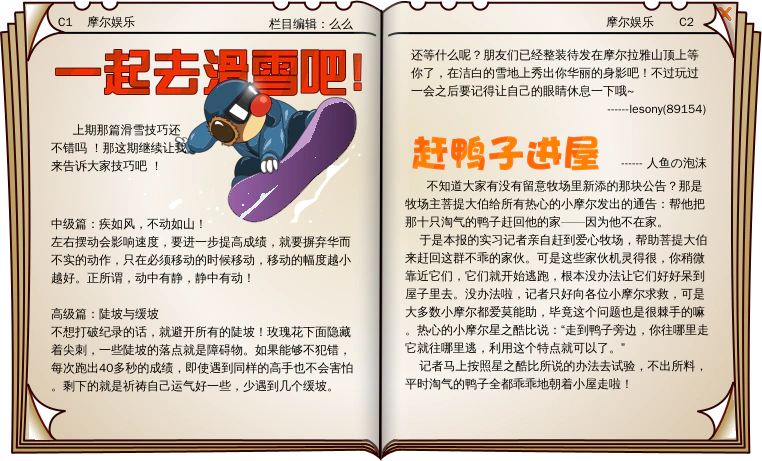 C1 摩尔娱乐
栏目编辑：么么
一起去滑雪吧!
上期那篇滑雪技巧还
不错吗 ！那这期继续让我
来告诉大家技巧吧 ！
中级篇：疾如风，不动如山！
左右摆动会影响速度，要进一步提高成绩，就要摒弃华而
不实的动作，只在必须移动的时候移动，移动的幅度越小
越好。正所谓，动中有静，静中有动！
高级篇：陡坡与缓坡
不想打破纪录的话，就避开所有的陡坡！玫瑰花下面隐藏
着尖刺，一些陡坡的落点就是障碍物。如果能够不犯错，
每次跑出40多秒的成绩，即使遇到同样的高手也不会害怕
。剩下的就是祈祷自己运气好一些，少遇到几个缓坡。
摩尔娱乐 C2
还等什么呢？朋友们已经整装待发在摩尔拉雅山顶上等
你了，在洁白的雪地上秀出你华丽的身影吧！不过玩过
一会之后要记得让自己的眼睛休息一下哦~
------lesony(89154)
赶鸭子进屋
------ 人鱼の泡沫
不知道大家有没有留意牧场里新添的那块公告？那是
牧场主菩提大伯给所有热心的小摩尔发出的通告：帮他把
那十只淘气的鸭子赶回他的家——因为他不在家。
于是本报的实习记者亲自赶到爱心牧场，帮助菩提大伯
来赶回这群不乖的家伙。可是这些家伙机灵得很，你稍微
靠近它们，它们就开始逃跑，根本没办法让它们好好呆到
屋子里去。没办法啦，记者只好向各位小摩尔求救，可是
大多数小摩尔都爱莫能助，毕竟这个问题也是很棘手的嘛
。热心的小摩尔星之酷比说：“走到鸭子旁边，你往哪里走
它就往哪里逃，利用这个特点就可以了。”
记者马上按照星之酷比所说的办法去试验，不出所料，
平时淘气的鸭子全都乖乖地朝着小屋走啦！